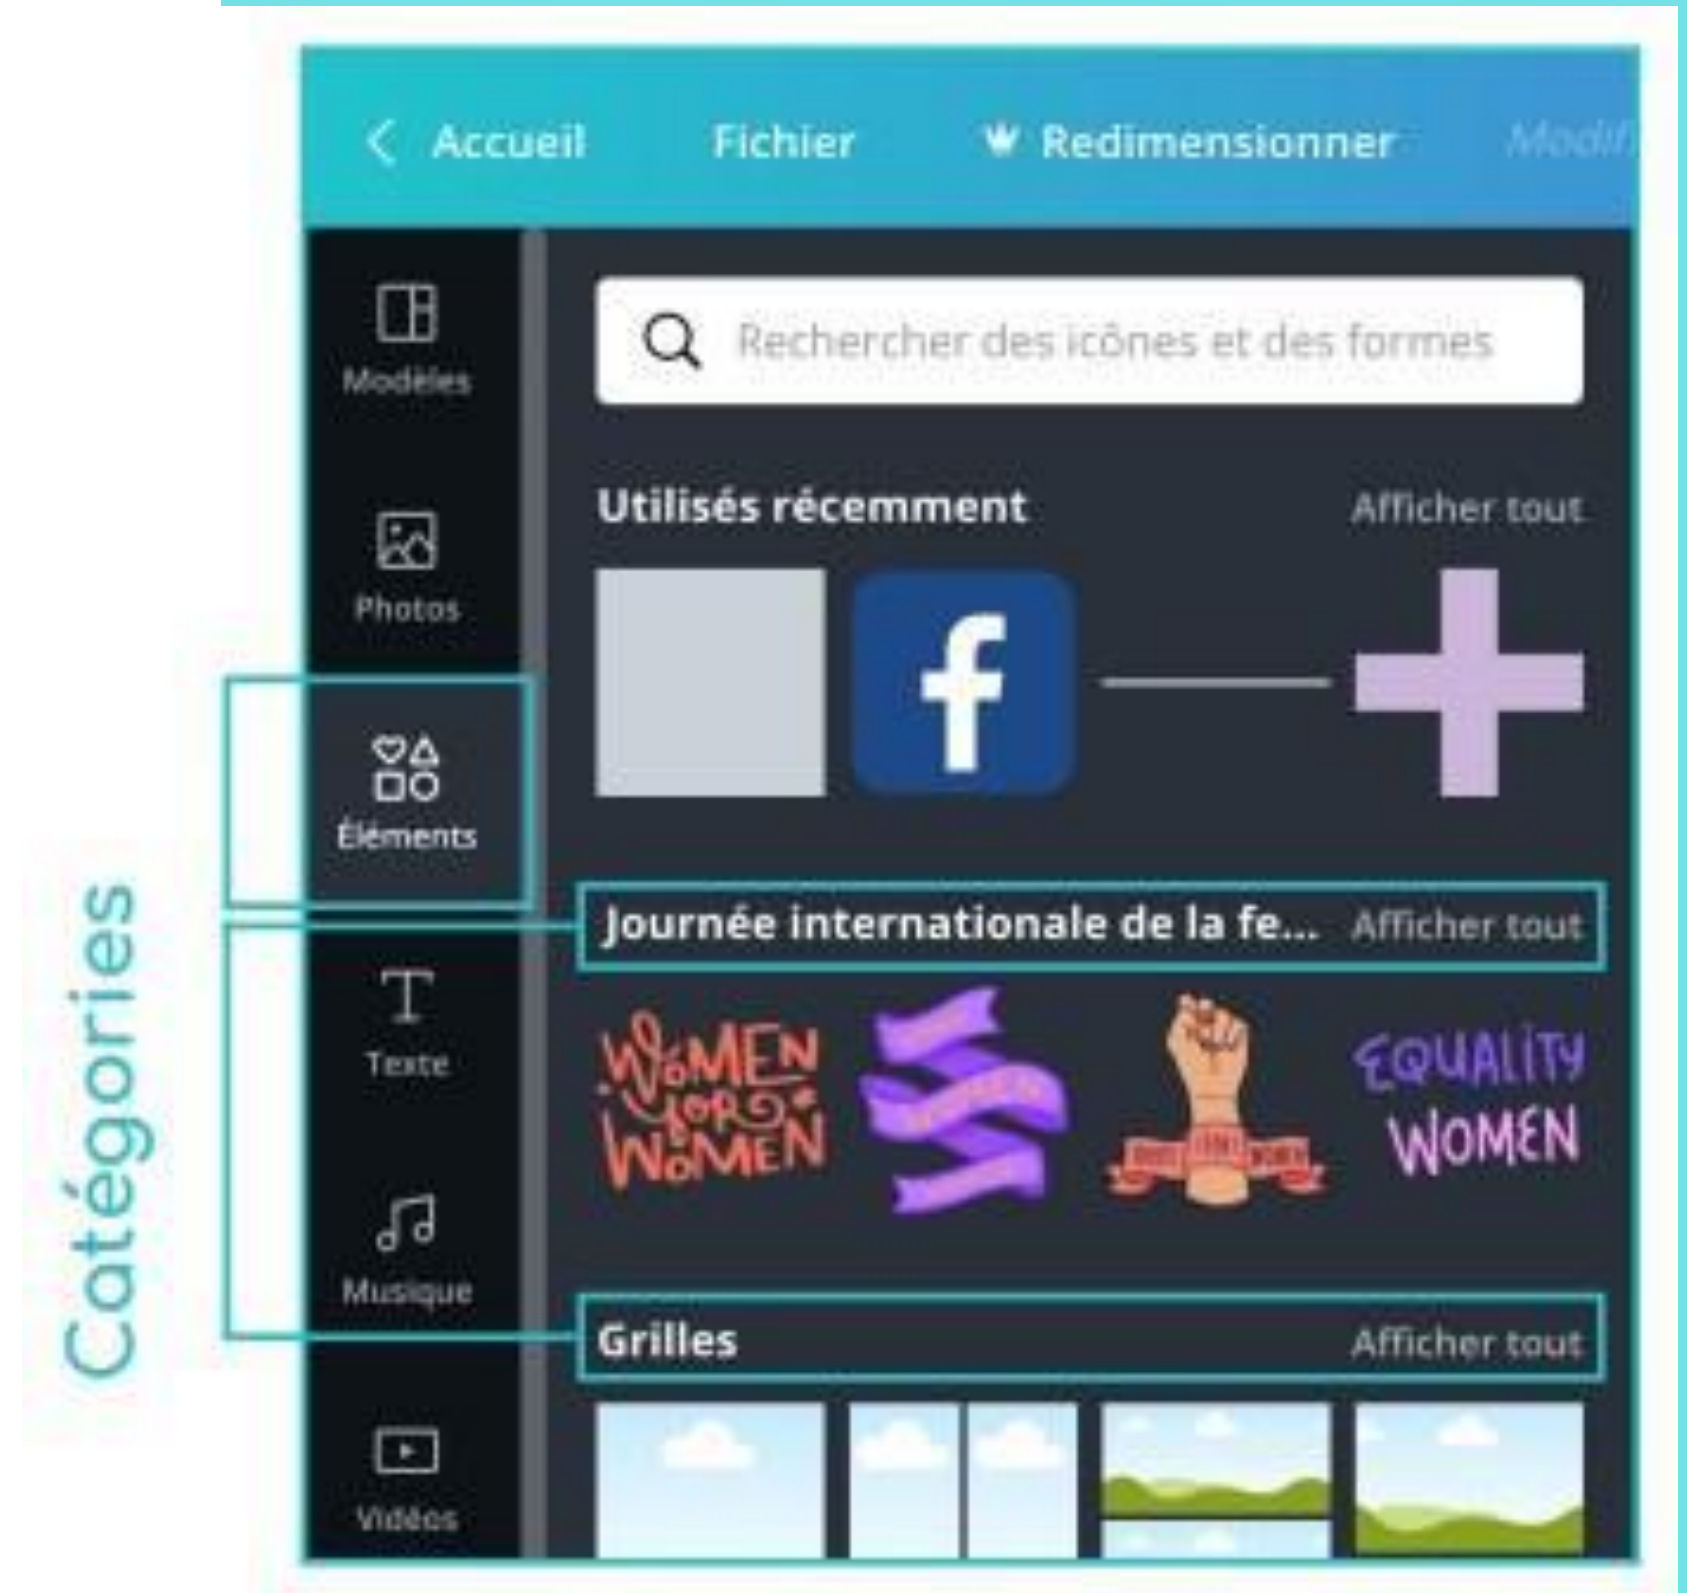 Accueil Fichier Redimensionner Modifi
Rechercher des icônes et des formes
Modèles
Utilisés récemment Afficher tout
Photos
f
Éléments
Catégories
Journée internationale de la fe... Afficher tout
Texte
WOMEN
FOR
WOMEN
EQUALITY
WOMEN
Musique
Grilles Afficher tout
Vidéos